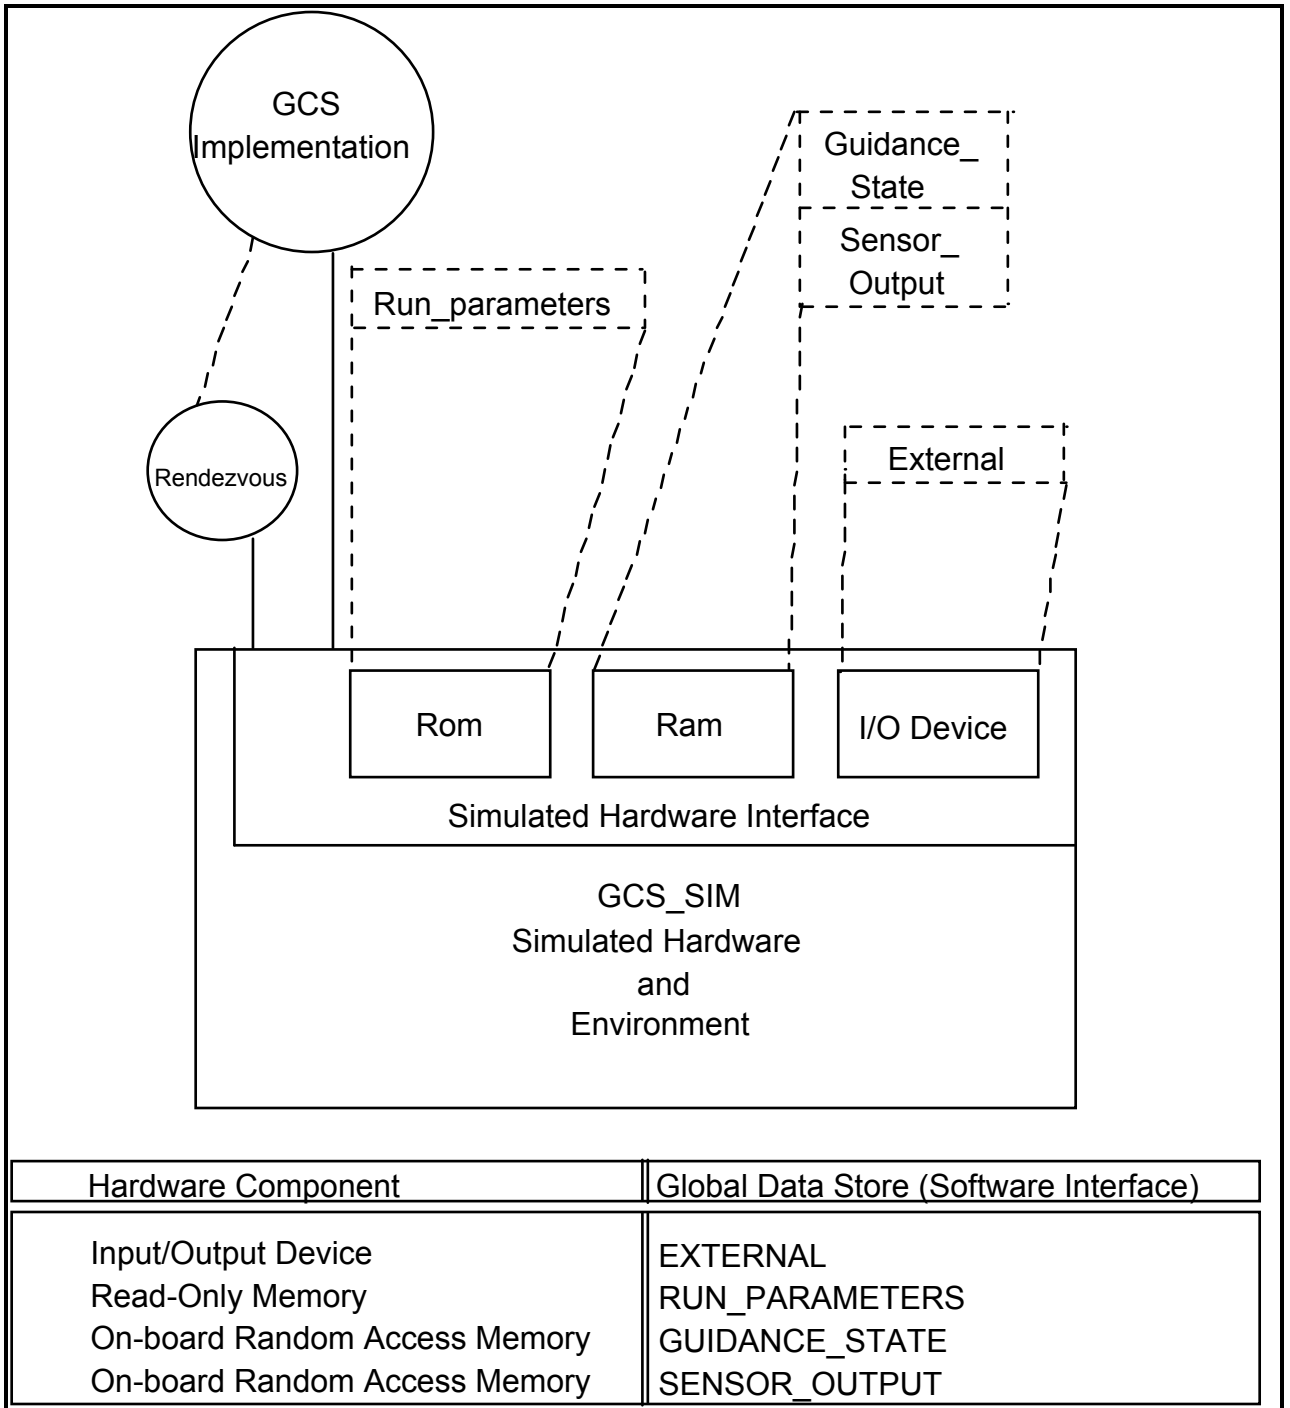 GCS
Implementation
Guidance_
State
Sensor_
Output
Run_parameters
External
Rendezvous
Rom
Ram
I/O Device
Simulated Hardware Interface
GCS_SIM
Simulated Hardware
and
Environment
Hardware Component Global Data Store (Software Interface)
Input/Output Device EXTERNAL
Read-Only Memory RUN_PARAMETERS
On-board Random Access Memory GUIDANCE_STATE
On-board Random Access Memory SENSOR_OUTPUT